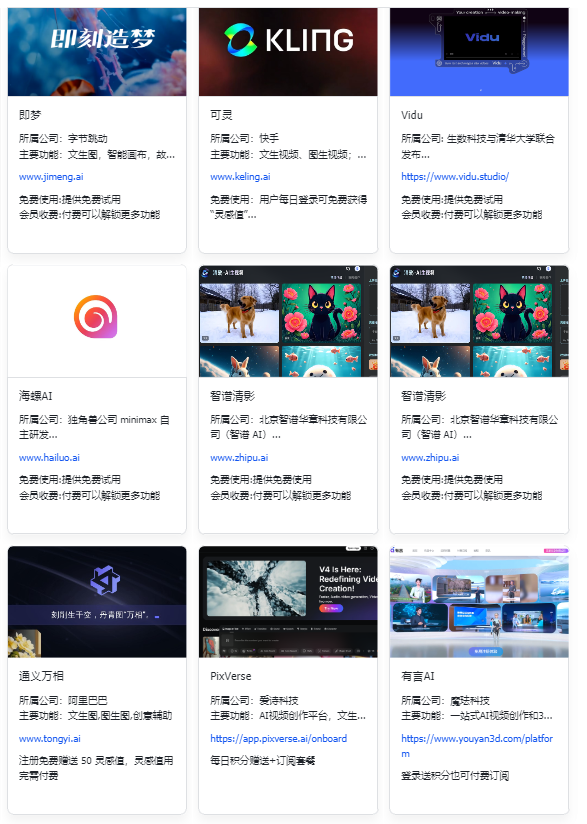 即刻造梦
KLING
Your creation
video-making
Vidu
即梦
所属公司：字节跳动
主要功能：文生图，智能画布，故...
www.jimeng.ai
免费使用:提供免费试用
会员收费:付费可以解锁更多功能
可灵
所属公司：快手
主要功能：文生视频、图生视频；...
www.keling.ai
免费使用：用户每日登录可免费获得
“灵感值”...
Vidu
所属公司: 生数科技与清华大学联合
发布...
https://www.vidu.studio/
免费使用:提供免费试用
会员收费:付费可以解锁更多功能
海螺AI
所属公司：独角兽公司 minimax 自
主研发...
www.hailuo.ai
免费使用:提供免费试用
会员收费:付费可以解锁更多功能
智谱清影
所属公司：北京智谱华章科技有限公
司（智谱 AI）...
www.zhipu.ai
免费使用:提供免费使用
会员收费:付费可以解锁更多功能
智谱清影
所属公司：北京智谱华章科技有限公
司（智谱 AI）...
www.zhipu.ai
免费使用:提供免费使用
会员收费:付费可以解锁更多功能
刻刻生千变，丹青图“万相”。
V4 Is Here:
Redefining Vide
Creation!
Discover
有言
通义万相
所属公司：阿里巴巴
主要功能：文生图,图生图,创意辅助
www.tongyi.ai
注册免费赠送 50 灵感值，灵感值用
完需付费
PixVerse
所属公司：爱诗科技
主要功能：AI视频创作平台，文生...
https://app.pixverse.ai/onboard
每日积分赠送+订阅套餐
有言AI
所属公司：魔珐科技
主要功能：一站式AI视频创作和3...
https://www.youyan3d.com/platfor
m
登录送积分也可付费订阅